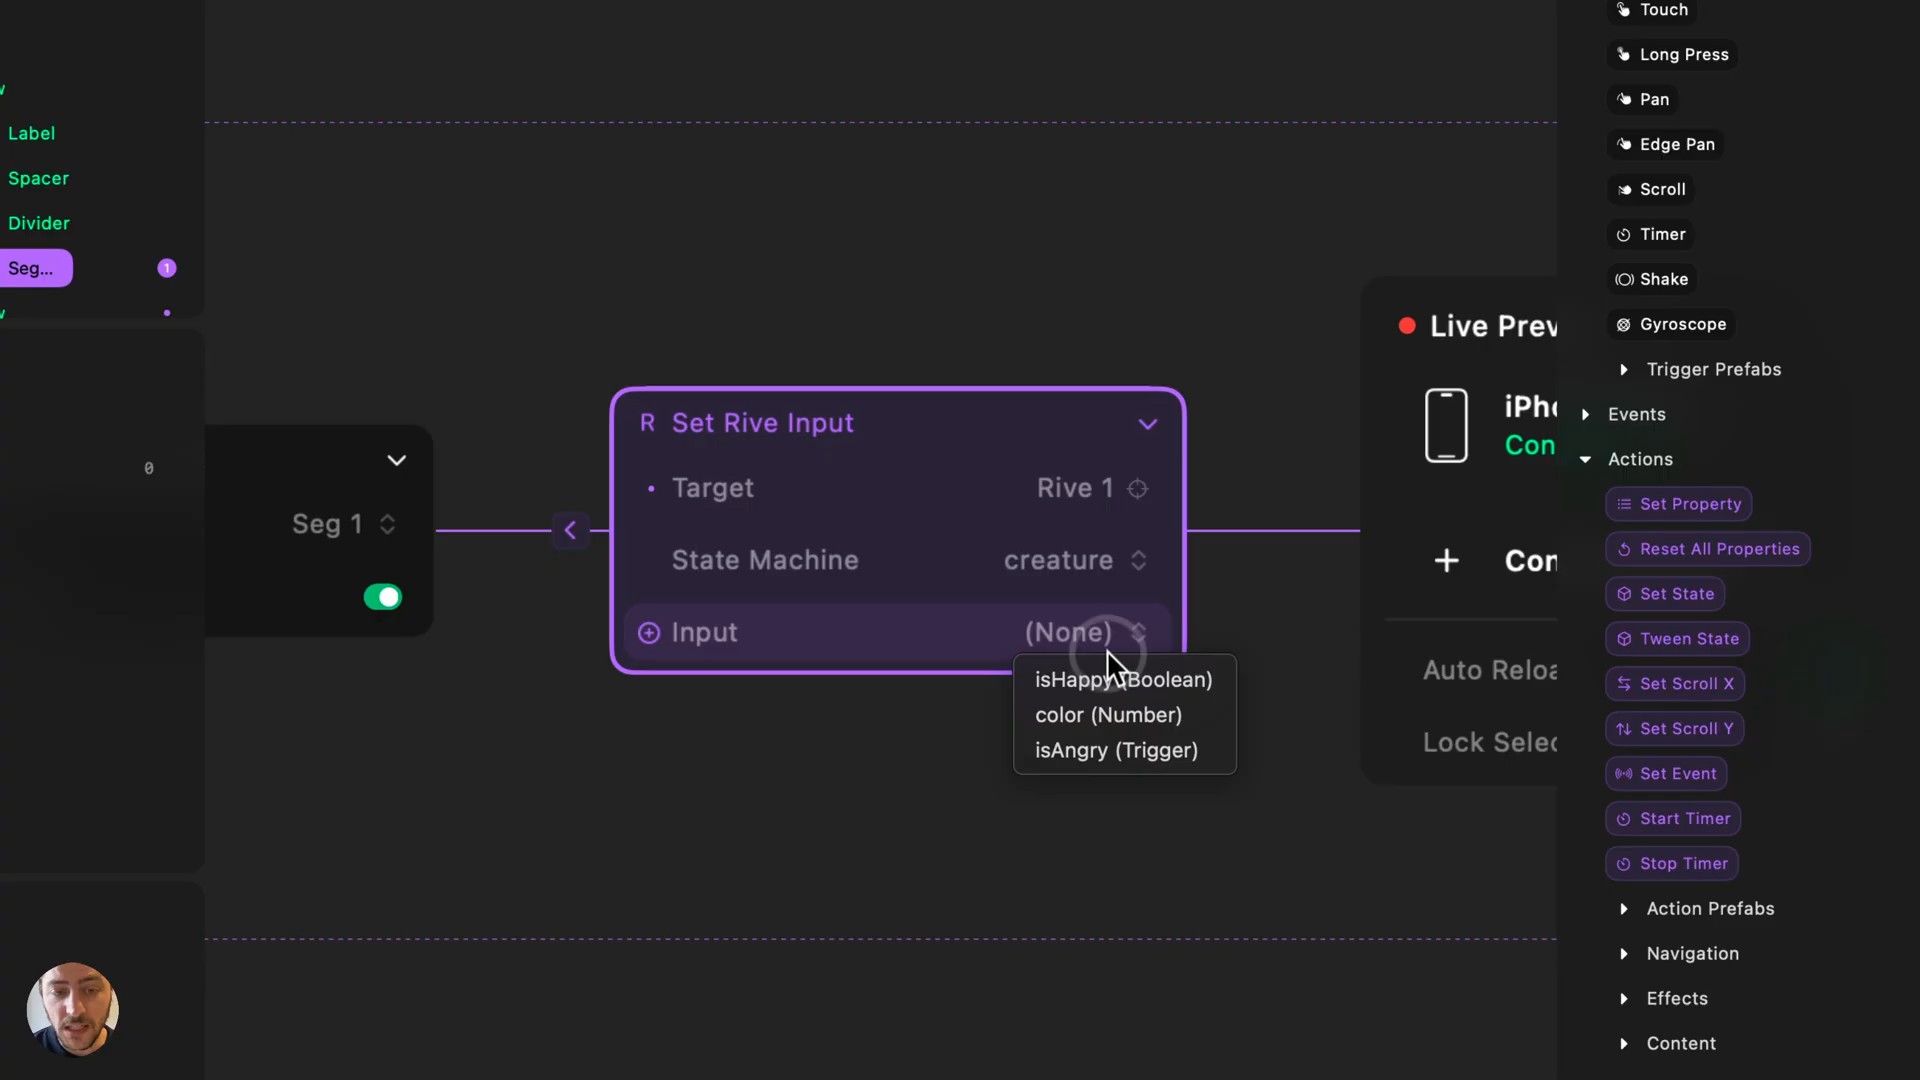 Label
Spacer
Divider
Seg...
1
0
Seg 1
R Set Rive Input
Target
Rive 1
State Machine
creature
Input
(None)
isHappy (Boolean)
color (Number)
isAngry (Trigger)
Live Prev
iPho
Con
Con
Auto Reloa
Lock Selec
Touch
Long Press
Pan
Edge Pan
Scroll
Timer
Shake
Gyroscope
Trigger Prefabs
Events
Actions
Set Property
Reset All Properties
Set State
Tween State
Set Scroll X
Set Scroll Y
Set Event
Start Timer
Stop Timer
Action Prefabs
Navigation
Effects
Content